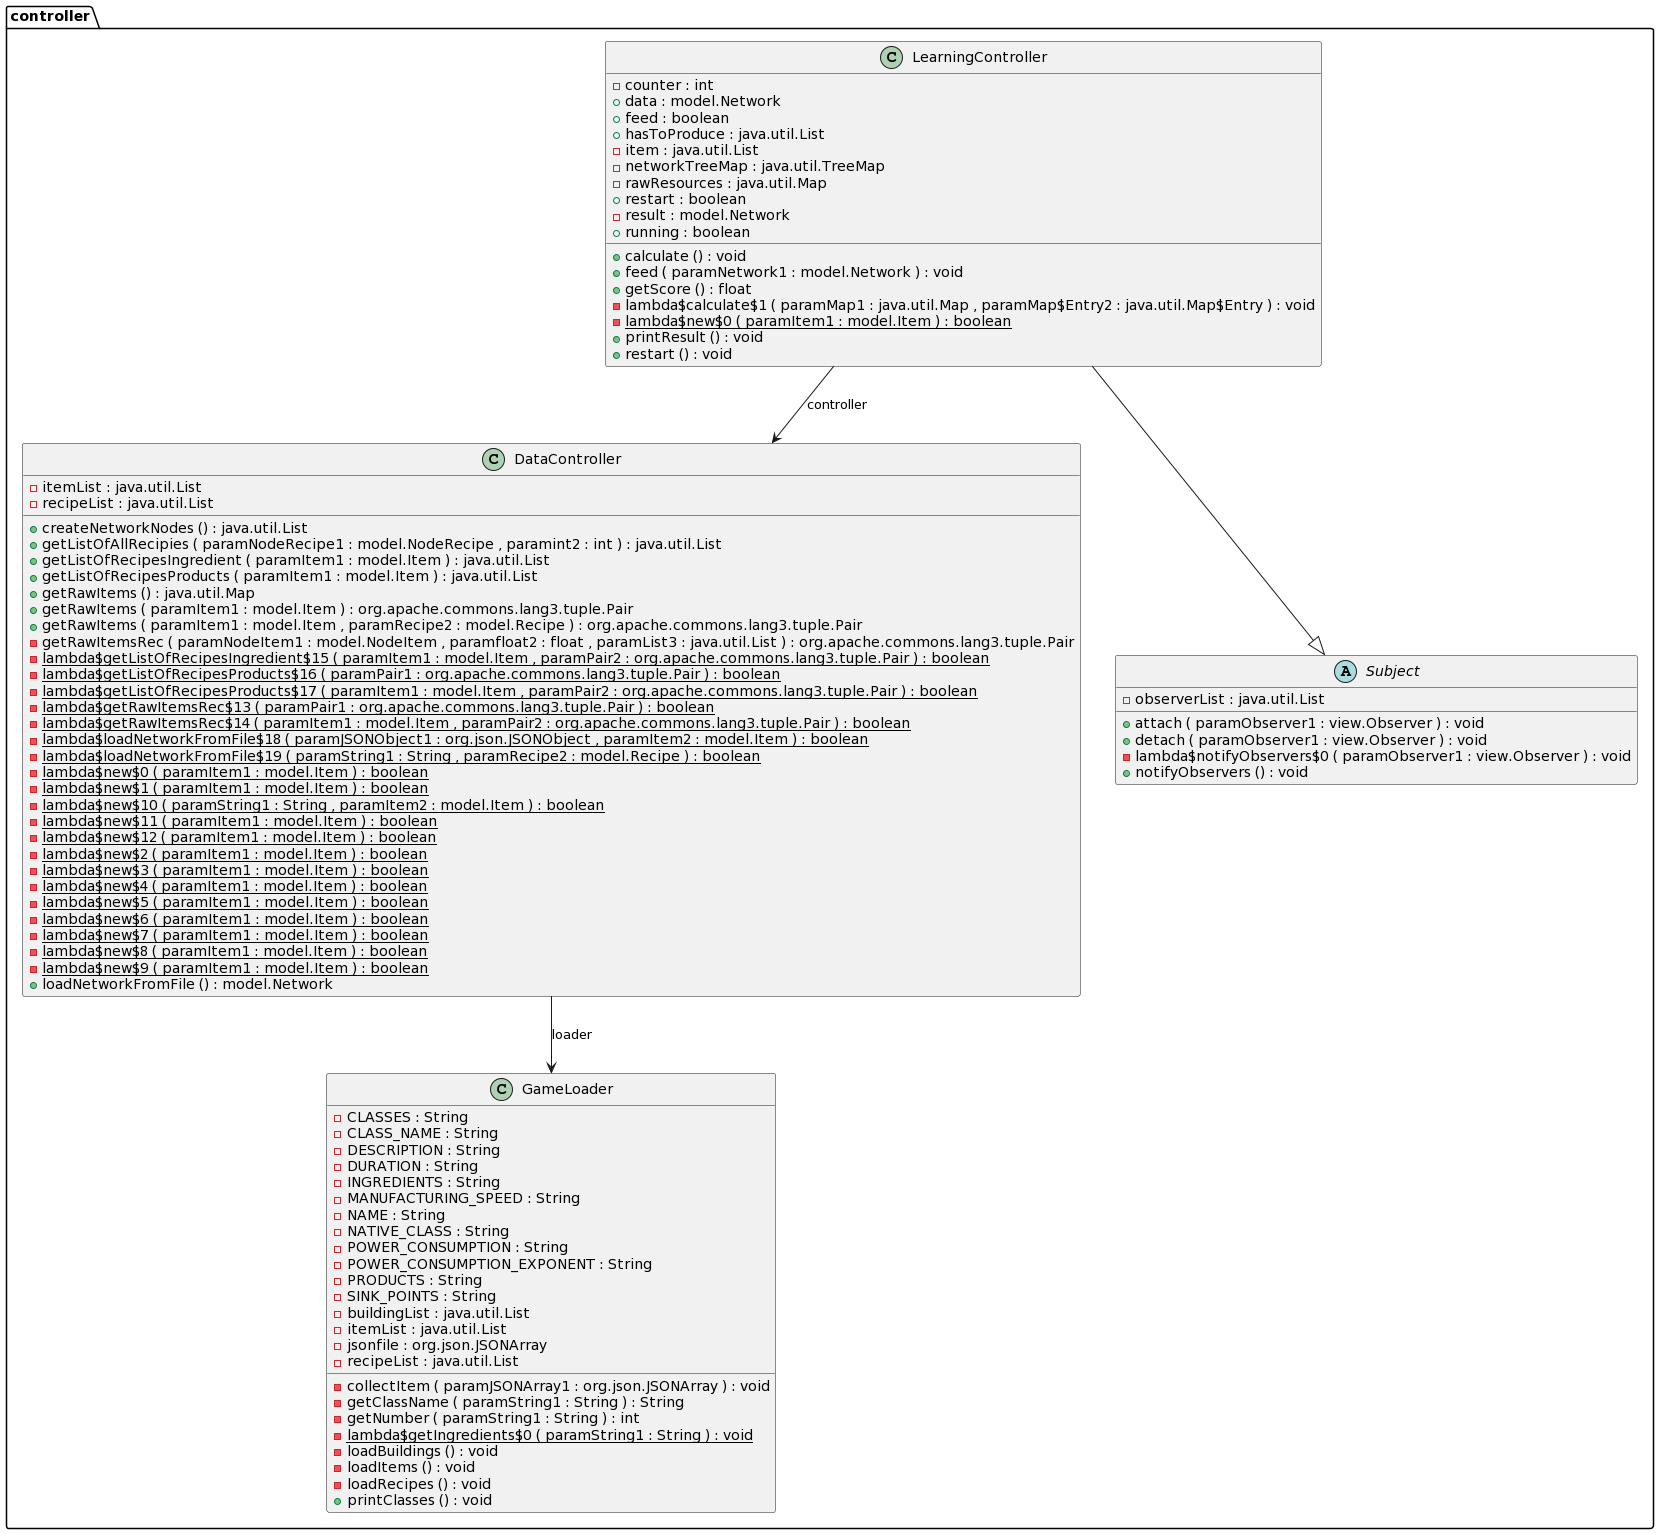 controller
LearningController
counter : int
data : model.Network
feed : boolean
hasToProduce : java.util.List
item : java.util.List
networkTreeMap : java.util.TreeMap
rawResources : java.util.Map
restart : boolean
result : model.Network
running : boolean
calculate () : void
feed ( paramNetwork1 : model.Network ) : void
getScore () : float
lambda$calculate$1 ( paramMap1 : java.util.Map , paramMap$Entry2 : java.util.Map$Entry ) : void
lambda$new$0 ( paramItem1 : model.Item ) : boolean
printResult () : void
restart () : void
controller
DataController
itemList : java.util.List
recipeList : java.util.List
createNetworkNodes () : java.util.List
getListOfAllRecipies ( paramNodeRecipe1 : model.NodeRecipe , paramint2 : int ) : java.util.List
getListOfRecipesIngredient ( paramItem1 : model.Item ) : java.util.List
getListOfRecipesProducts ( paramItem1 : model.Item ) : java.util.List
getRawItems () : java.util.Map
getRawItems ( paramItem1 : model.Item ) : org.apache.commons.lang3.tuple.Pair
getRawItems ( paramItem1 : model.Item , paramRecipe2 : model.Recipe ) : org.apache.commons.lang3.tuple.Pair
getRawItemsRec ( paramNodeItem1 : model.NodeItem , paramfloat2 : float , paramList3 : java.util.List ) : org.apache.commons.lang3.tuple.Pair
lambda$getListOfRecipesIngredient$15 ( paramItem1 : model.Item , paramPair2 : org.apache.commons.lang3.tuple.Pair ) : boolean
lambda$getListOfRecipesProducts$16 ( paramPair1 : org.apache.commons.lang3.tuple.Pair ) : boolean
lambda$getListOfRecipesProducts$17 ( paramItem1 : model.Item , paramPair2 : org.apache.commons.lang3.tuple.Pair ) : boolean
lambda$getRawItemsRec$13 ( paramPair1 : org.apache.commons.lang3.tuple.Pair ) : boolean
lambda$getRawItemsRec$14 ( paramItem1 : model.Item , paramPair2 : org.apache.commons.lang3.tuple.Pair ) : boolean
lambda$loadNetworkFromFile$18 ( paramJSONObject1 : org.json.JSONObject , paramItem2 : model.Item ) : boolean
lambda$loadNetworkFromFile$19 ( paramString1 : String , paramRecipe2 : model.Recipe ) : boolean
lambda$new$0 ( paramItem1 : model.Item ) : boolean
lambda$new$1 ( paramItem1 : model.Item ) : boolean
lambda$new$10 ( paramString1 : String , paramItem2 : model.Item ) : boolean
lambda$new$11 ( paramItem1 : model.Item ) : boolean
lambda$new$12 ( paramItem1 : model.Item ) : boolean
lambda$new$2 ( paramItem1 : model.Item ) : boolean
lambda$new$3 ( paramItem1 : model.Item ) : boolean
lambda$new$4 ( paramItem1 : model.Item ) : boolean
lambda$new$5 ( paramItem1 : model.Item ) : boolean
lambda$new$6 ( paramItem1 : model.Item ) : boolean
lambda$new$7 ( paramItem1 : model.Item ) : boolean
lambda$new$8 ( paramItem1 : model.Item ) : boolean
lambda$new$9 ( paramItem1 : model.Item ) : boolean
loadNetworkFromFile () : model.Network
Subject
observerList : java.util.List
attach ( paramObserver1 : view.Observer ) : void
detach ( paramObserver1 : view.Observer ) : void
lambda$notifyObservers$0 ( paramObserver1 : view.Observer ) : void
notifyObservers () : void
loader
GameLoader
CLASSES : String
CLASS_NAME : String
DESCRIPTION : String
DURATION : String
INGREDIENTS : String
MANUFACTURING_SPEED : String
NAME : String
NATIVE_CLASS : String
POWER_CONSUMPTION : String
POWER_CONSUMPTION_EXPONENT : String
PRODUCTS : String
SINK_POINTS : String
buildingList : java.util.List
itemList : java.util.List
jsonfile : org.json.JSONArray
recipeList : java.util.List
collectItem ( paramJSONArray1 : org.json.JSONArray ) : void
getClassName ( paramString1 : String ) : String
getNumber ( paramString1 : String ) : int
lambda$getIngredients$0 ( paramString1 : String ) : void
loadBuildings () : void
loadItems () : void
loadRecipes () : void
printClasses () : void